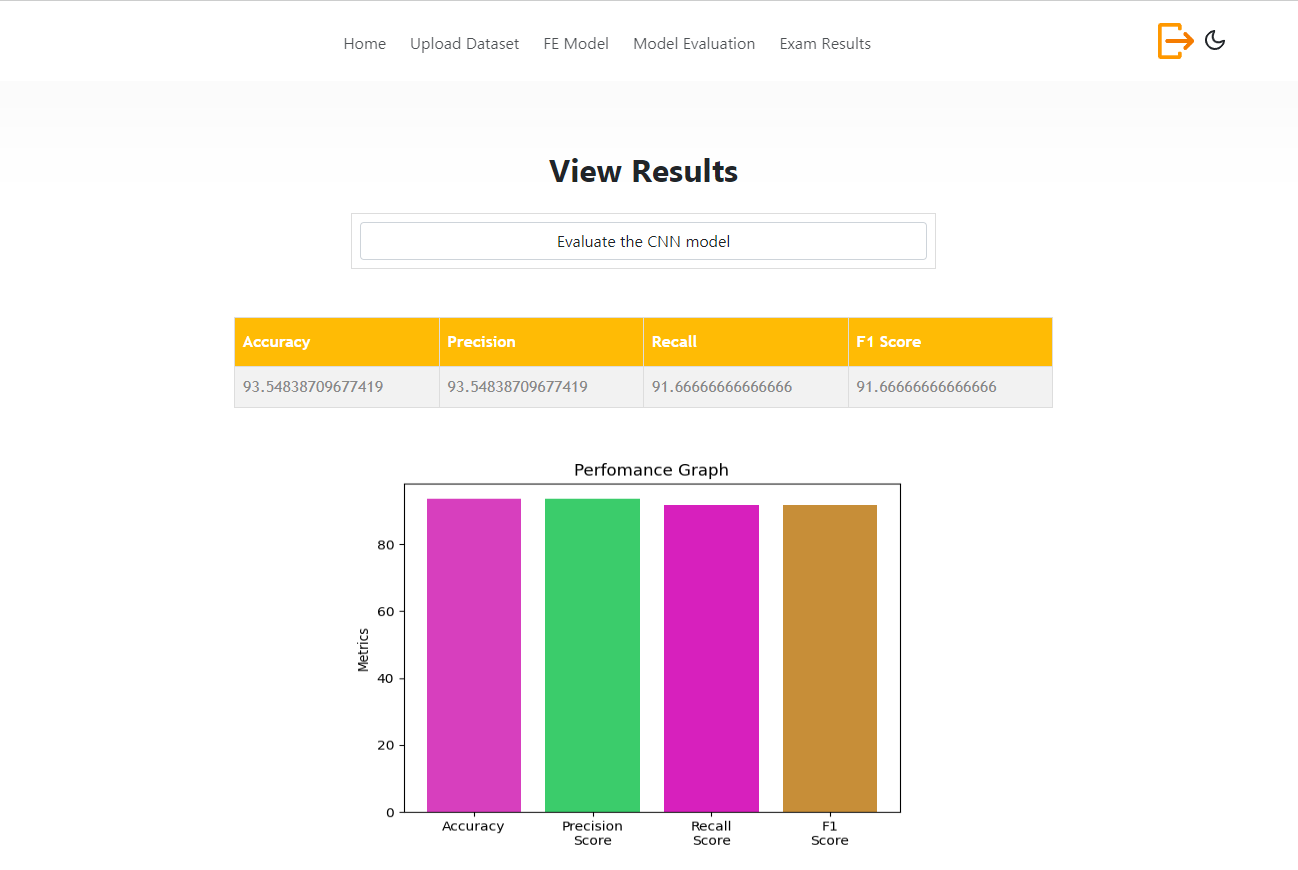 Home Upload Dataset FE Model Model Evaluation Exam Results
View Results
Evaluate the CNN model
Accuracy Precision Recall F1 Score
93.54838709677419 93.54838709677419 91.66666666666666 91.66666666666666
Perfomance Graph
80
60
40
20
0
Metrics
Accuracy Precision Recall F1
Score Score Score